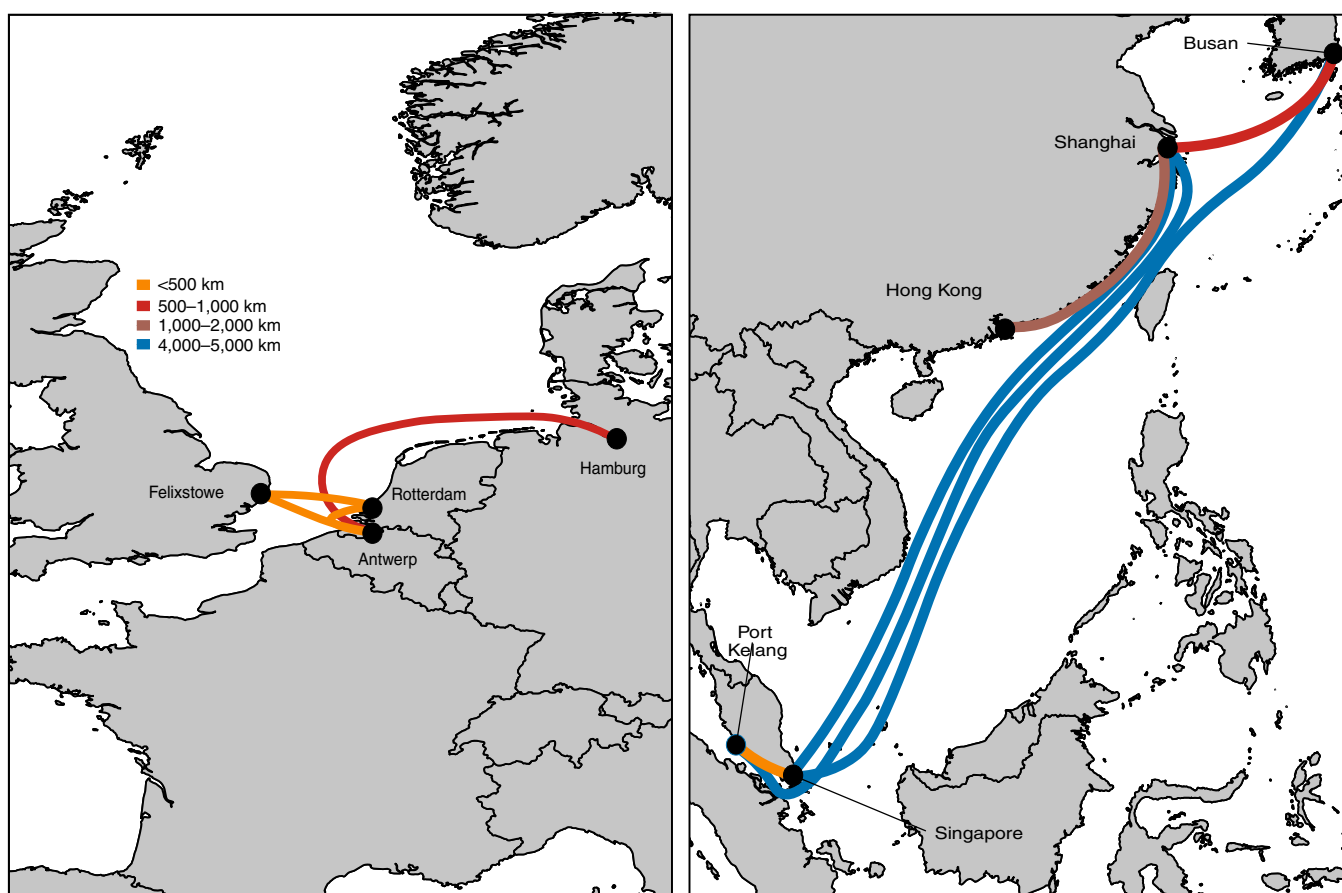 <500 km
500–1,000 km
1,000–2,000 km
4,000–5,000 km
Hamburg
Felixstowe
Rotterdam
Antwerp
Busan
Shanghai
Hong Kong
Port
Kelang
Singapore